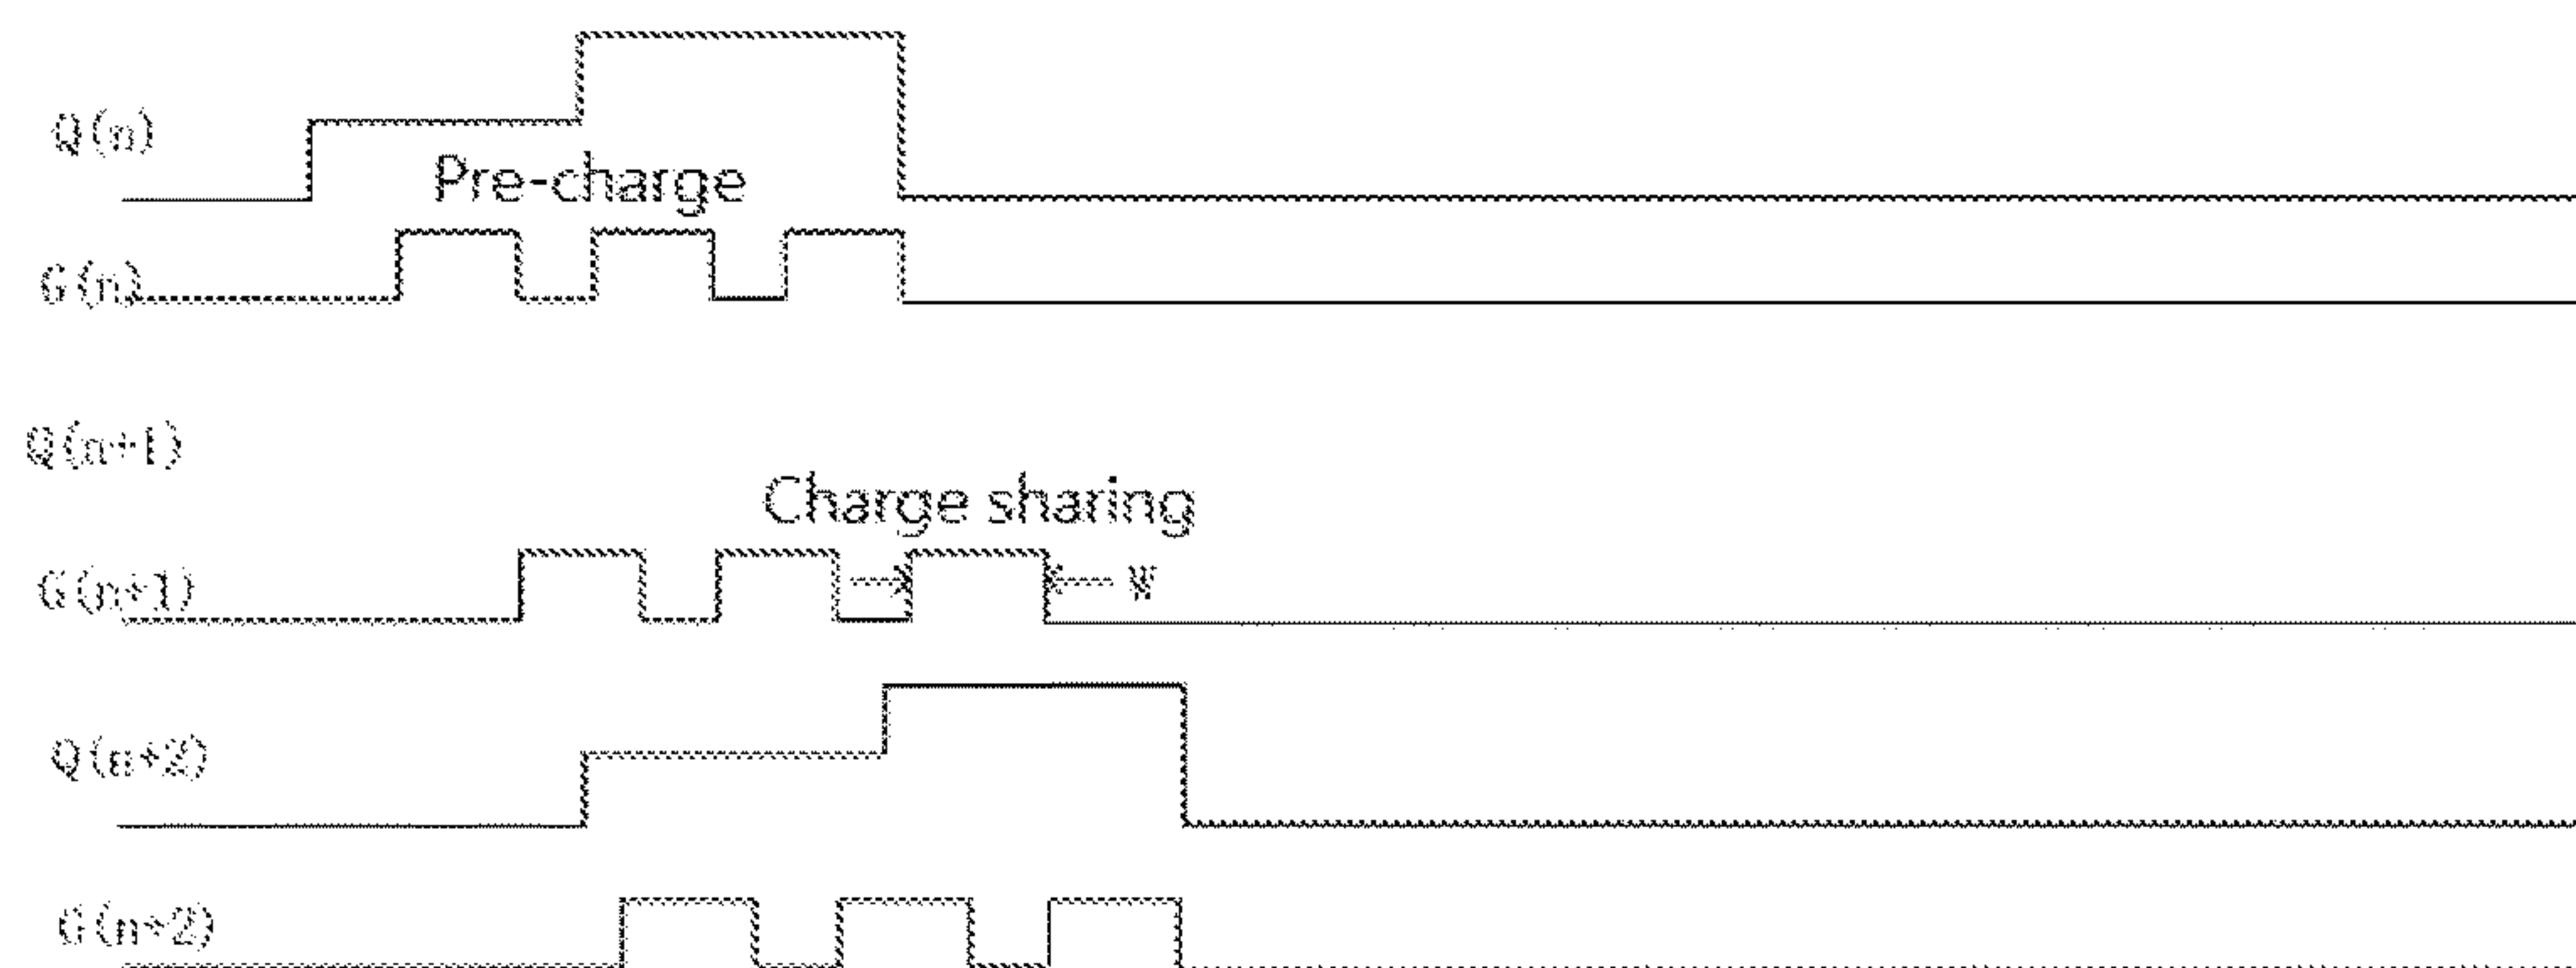 Q(n)
Pre-charge
G(n)
Q(n+1)
Charge sharing
G(n+1)
W
Q(n+2)
G(n+2)